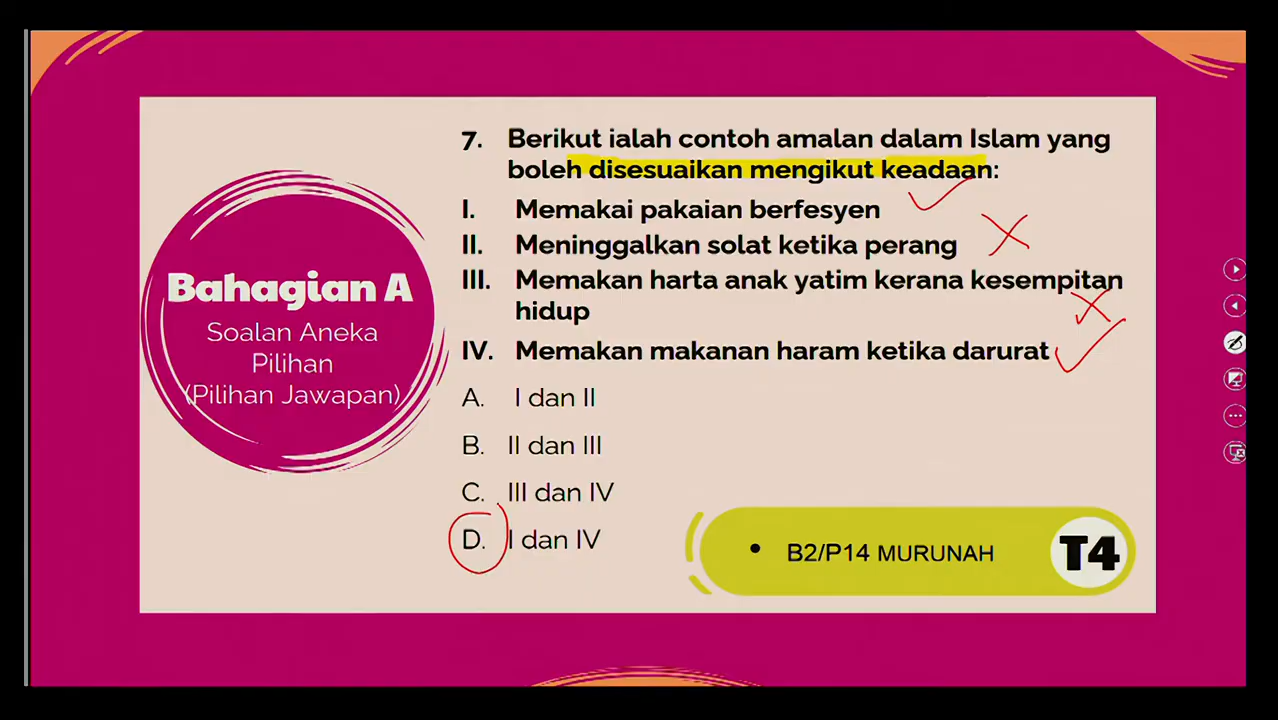 Bahagian A
Soalan Aneka
Pilihan
(Pilihan Jawapan)
7. Berikut ialah contoh amalan dalam Islam yang
boleh disesuaikan mengikut keadaan:
I. Memakai pakaian berfesyen
II. Meninggalkan solat ketika perang
III. Memakan harta anak yatim kerana kesempitan
hidup
IV. Memakan makanan haram ketika darurat
A. I dan II
B. II dan III
C. III dan IV
D. I dan IV
• B2/P14 MURUNAH
T4